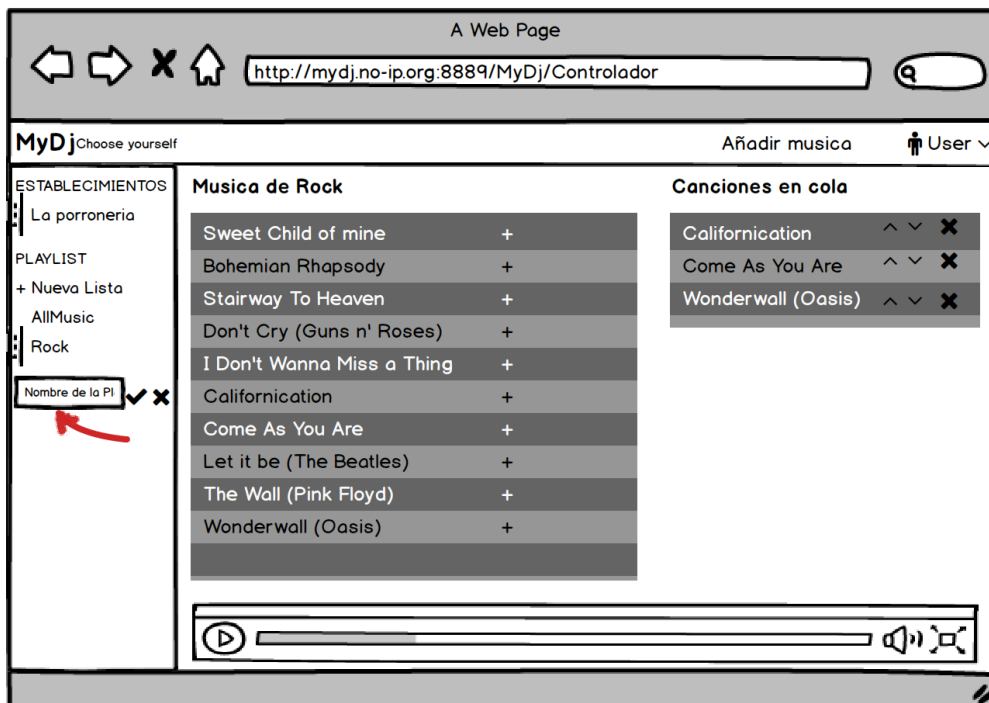 A Web Page
http://mydj.no-ip.org:8889/MyDj/Controlador
MyDj Choose yourself
Añadir musica
User
ESTABLECIMIENTOS
La porroneria
PLAYLIST
+ Nueva Lista
AllMusic
Rock
Nombre de la Pl
Musica de Rock
Sweet Child of mine +
Bohemian Rhapsody +
Stairway To Heaven +
Don't Cry (Guns n' Roses) +
I Don't Wanna Miss a Thing +
Californication +
Come As You Are +
Let it be (The Beatles) +
The Wall (Pink Floyd) +
Wonderwall (Oasis) +
Canciones en cola
Californication
Come As You Are
Wonderwall (Oasis)